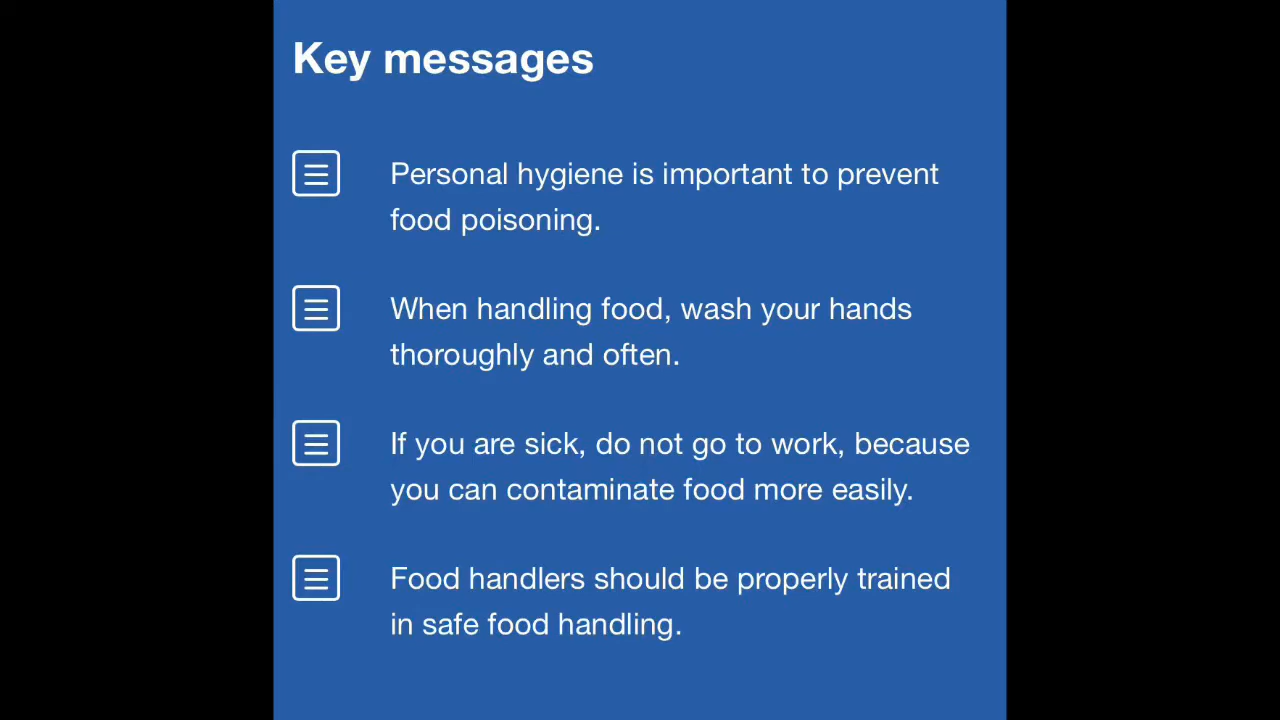 Key messages
Personal hygiene is important to prevent
food poisoning.
When handling food, wash your hands
thoroughly and often.
If you are sick, do not go to work, because
you can contaminate food more easily.
Food handlers should be properly trained
in safe food handling.